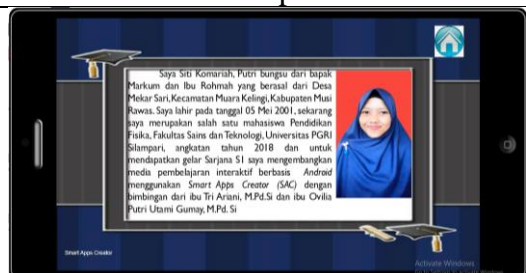 Saya Siti Komariah, Putri bungsu dari bapak
Markum dan Ibu Rohmah yang berasal dari Desa
Mekar Sari, Kecamatan Muara Kelingi, Kabupaten Musi
Rawas. Saya lahir pada tanggal 05 Mei 2001, sekarang
saya merupakan salah satu mahasiswa Pendidikan
Fisika, Fakultas Sains dan Teknologi, Universitas PGRI
Silampari, angkatan tahun 2018 dan untuk
mendapatkan gelar Sarjana S1 saya mengembangkan
media pembelajaran interaktif berbasis Android
menggunakan Smart Apps Creator (SAC) dengan
bimbingan dari ibu Tri Ariani, M.Pd.Si dan ibu Ovilia
Putri Utami Gumay, M.Pd. Si
Smart Apps Creator
Activate Windows